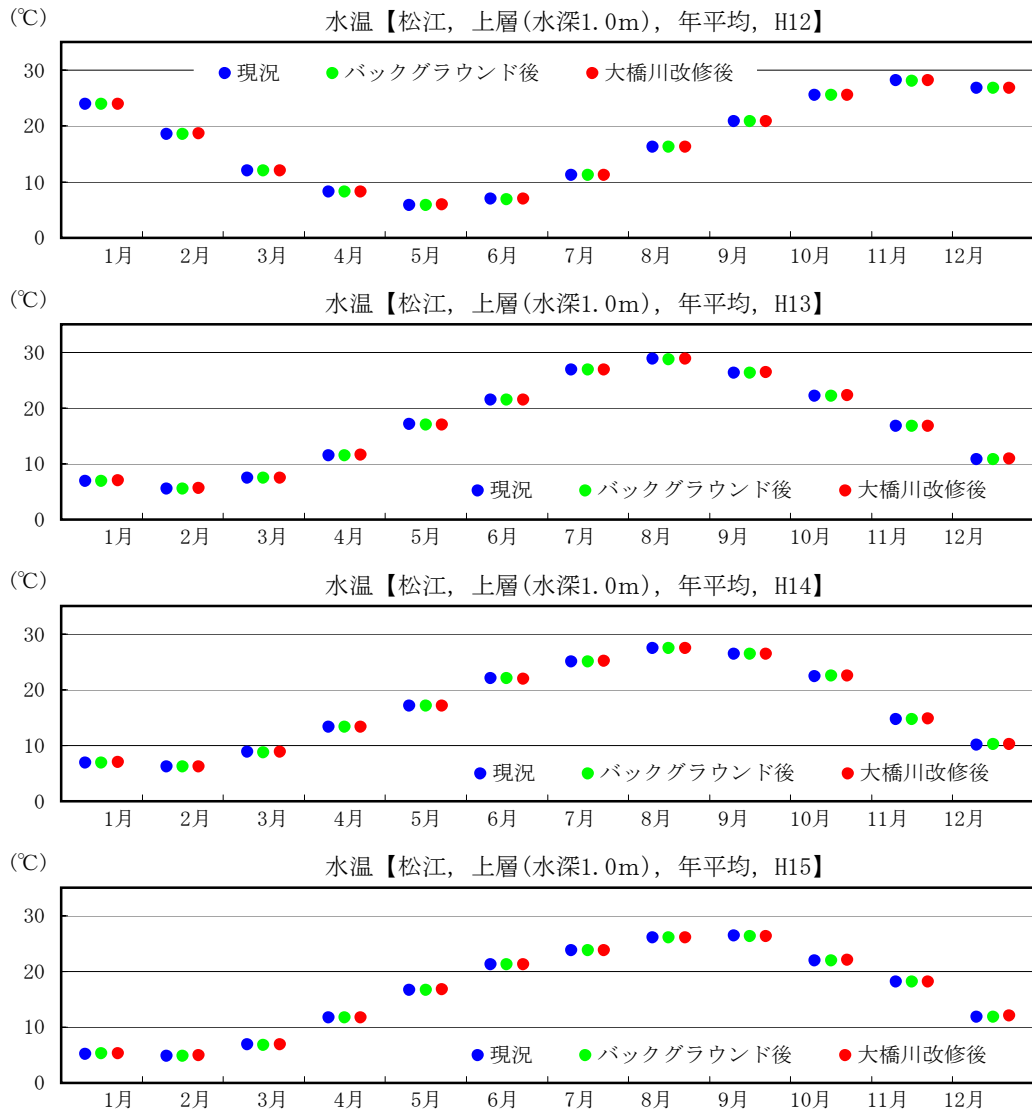 (℃) 水温【松江, 上層(水深1.0m), 年平均, H12】
30
● 現況 ● バックグラウンド後 ● 大橋川改修後
20
10
0
1月 2月 3月 4月 5月 6月 7月 8月 9月 10月 11月 12月
(℃) 水温【松江, 上層(水深1.0m), 年平均, H13】
30
20
10
● 現況 ● バックグラウンド後 ● 大橋川改修後
0
1月 2月 3月 4月 5月 6月 7月 8月 9月 10月 11月 12月
(℃) 水温【松江, 上層(水深1.0m), 年平均, H14】
30
20
10
● 現況 ● バックグラウンド後 ● 大橋川改修後
0
1月 2月 3月 4月 5月 6月 7月 8月 9月 10月 11月 12月
(℃) 水温【松江, 上層(水深1.0m), 年平均, H15】
30
20
10
● 現況 ● バックグラウンド後 ● 大橋川改修後
0
1月 2月 3月 4月 5月 6月 7月 8月 9月 10月 11月 12月